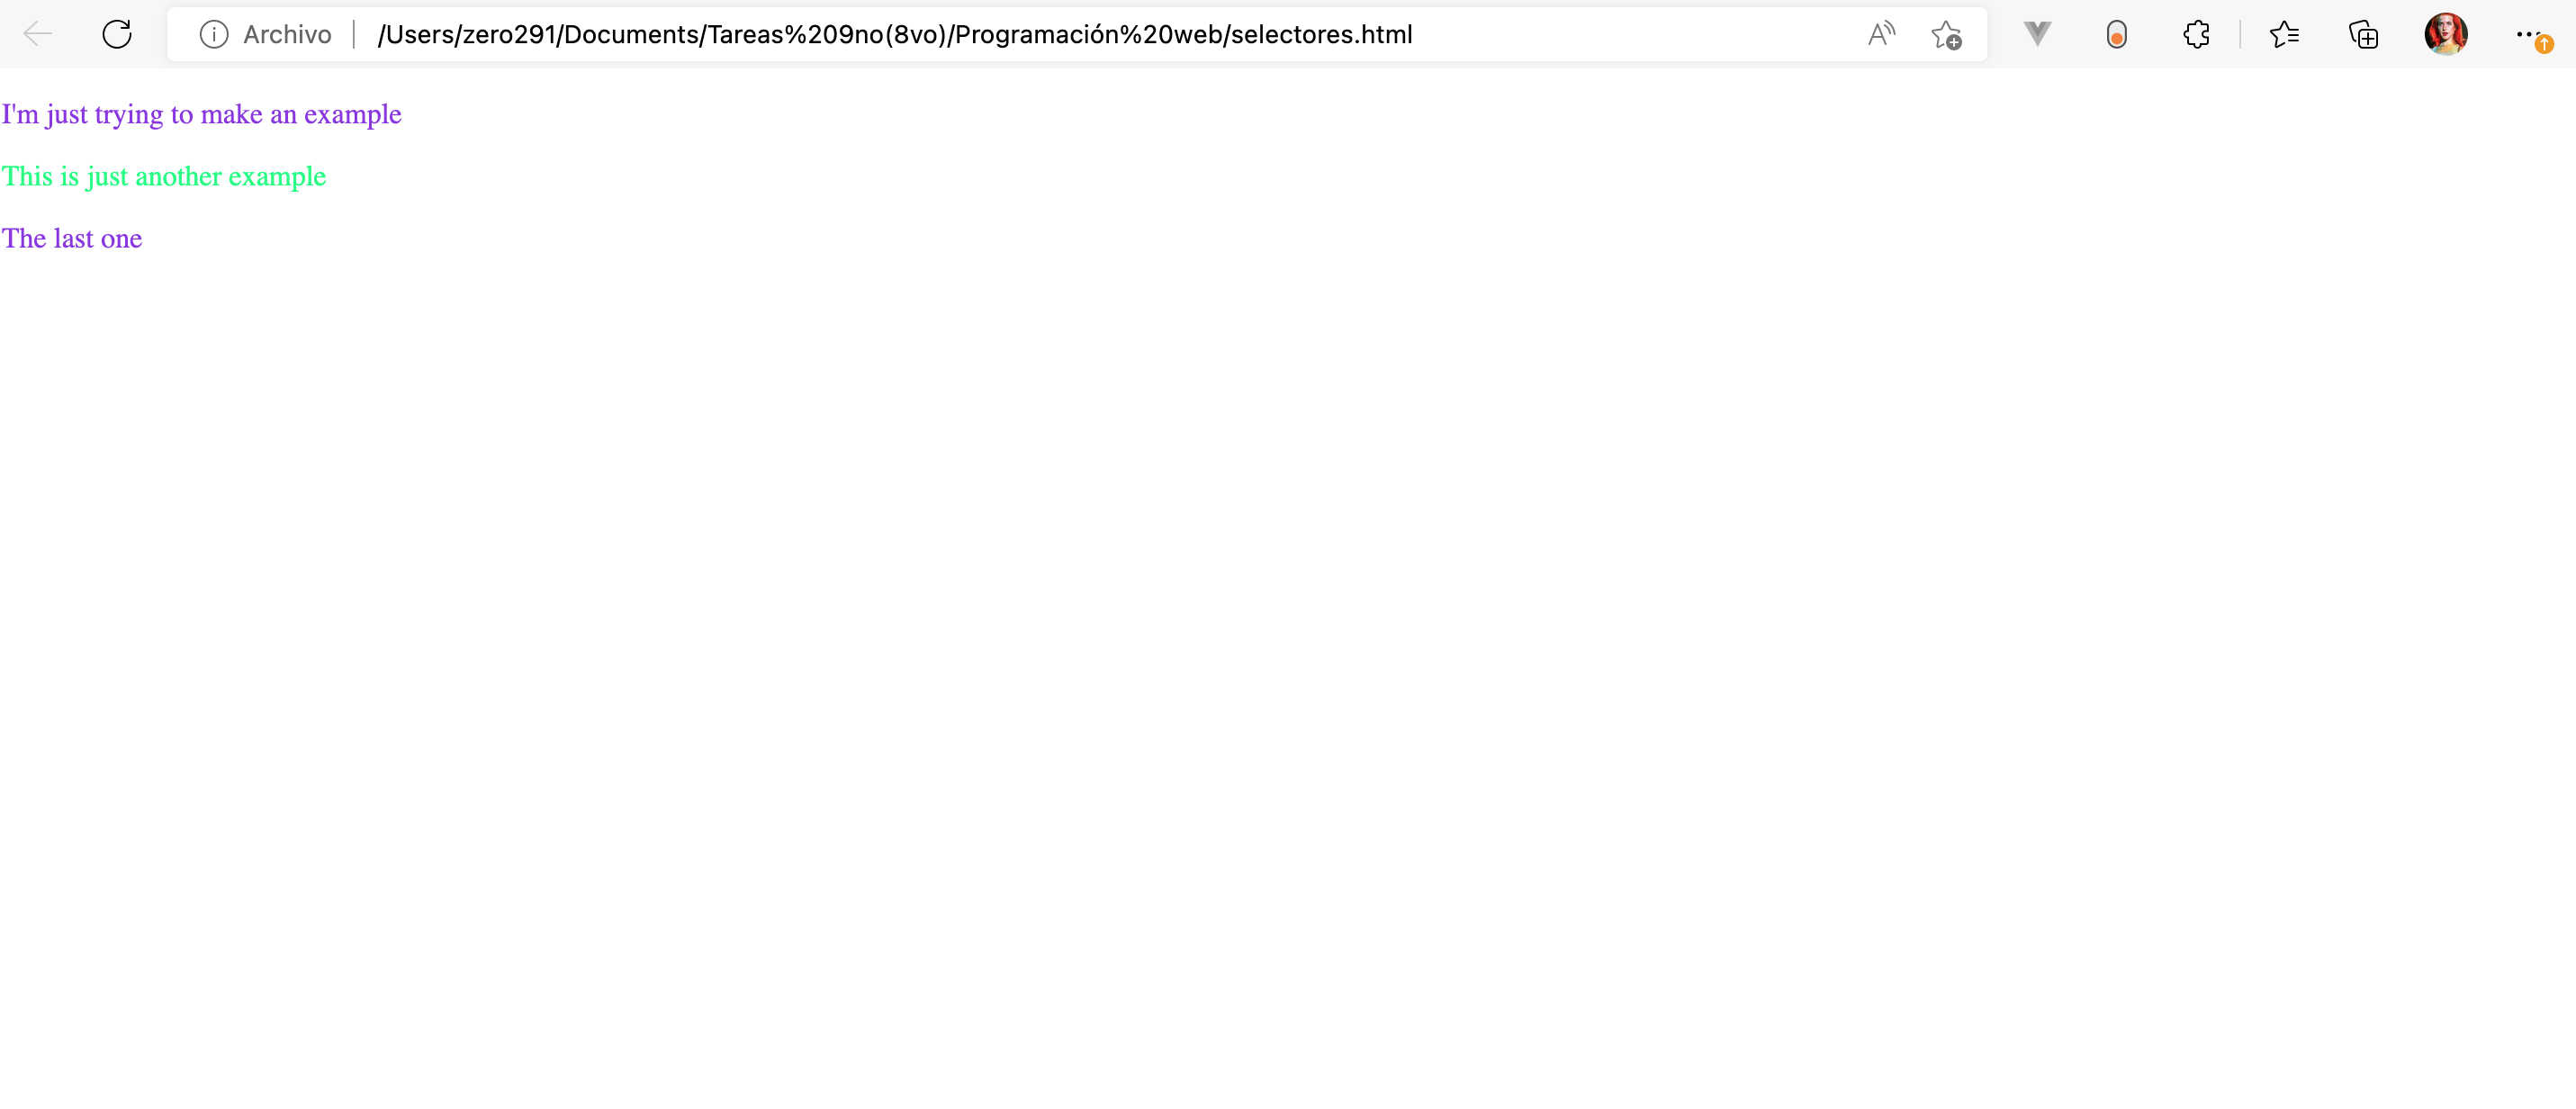 Archivo /Users/zero291/Documents/Tareas%209no(8vo)/Programación%20web/selectores.html
I'm just trying to make an example
This is just another example
The last one